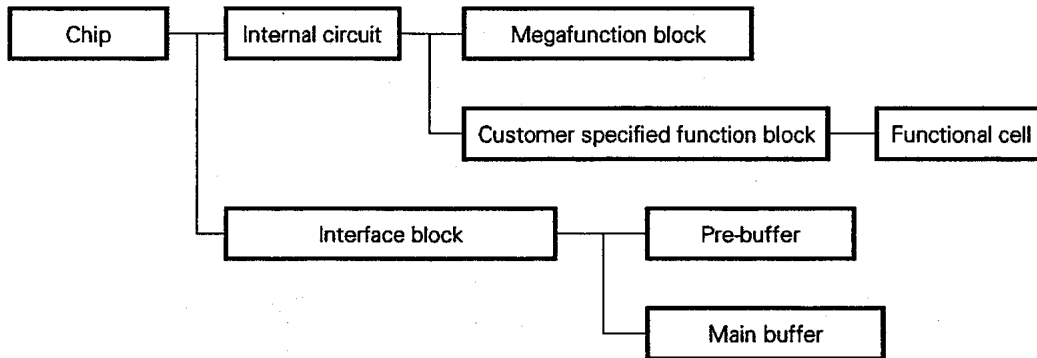 Chip
Internal circuit
Megafunction block
Customer specified function block
Functional cell
Interface block
Pre-buffer
Main buffer